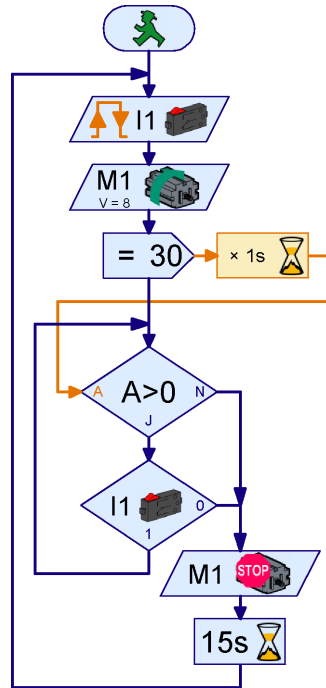 I1
M1
V = 8
= 30
× 1s
A>0
A
N
J
I1
0
1
M1
STOP
15s